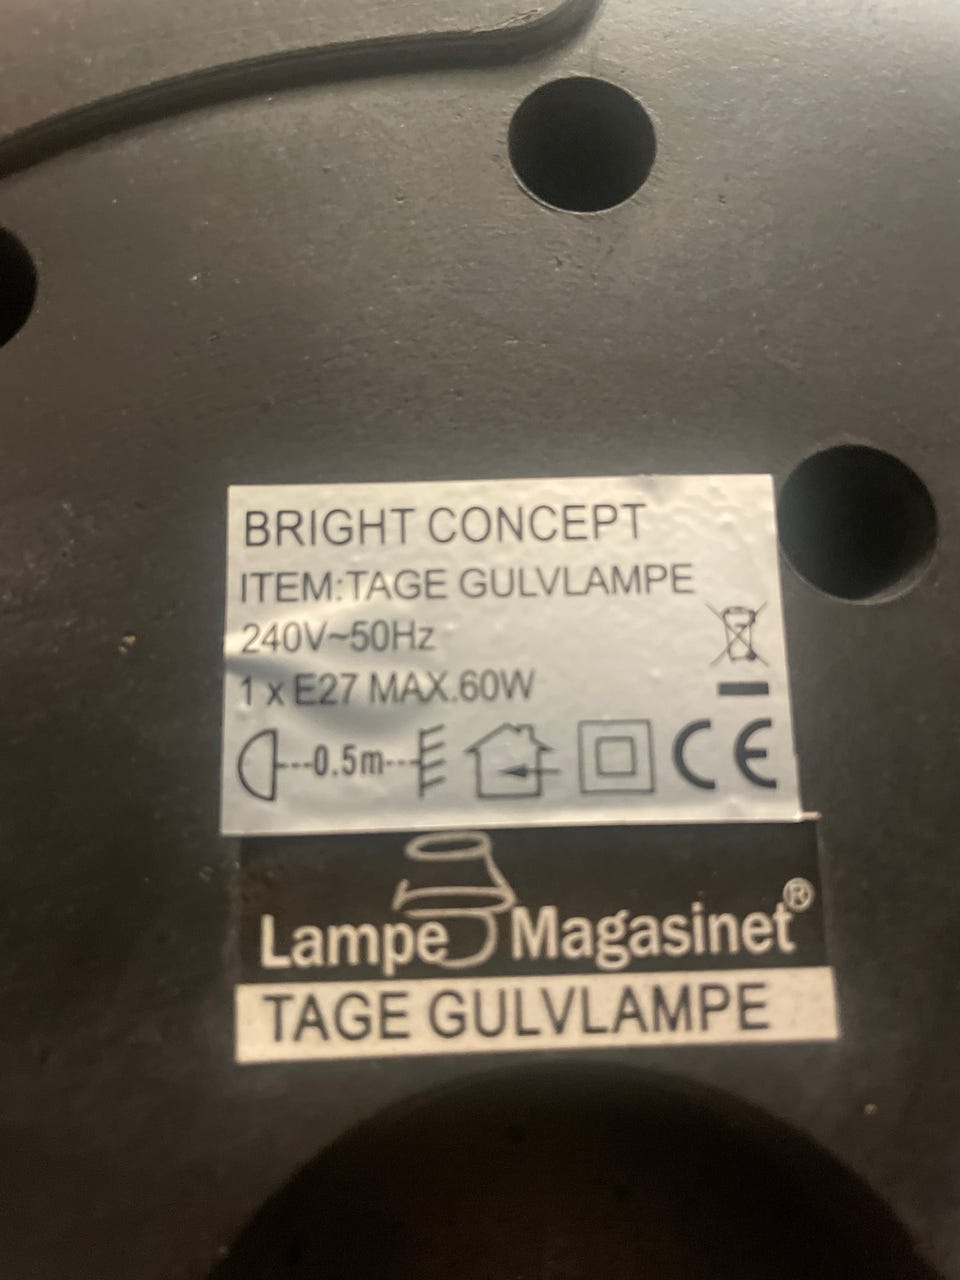 BRIGHT CONCEPT
ITEM:TAGE GULVLAMPE
240V~50Hz
1 x E27 MAX.60W
0.5m
CE
Lampe Magasinet®
TAGE GULVLAMPE